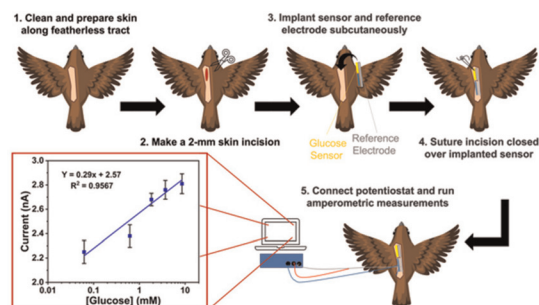 1. Clean and prepare skin
along featherless tract
3. Implant sensor and reference
electrode subcutaneously
2. Make a 2-mm skin incision
Glucose
Sensor
Reference
Electrode
4. Suture incision closed
over implanted sensor
5. Connect potentiostat and run
amperometric measurements
Y = 0.29x + 2.57
R² = 0.9567
Current (nA)
3.0
2.8
2.6
2.4
2.2
2.0
0.01
0.1
1
10
[Glucose] (mM)